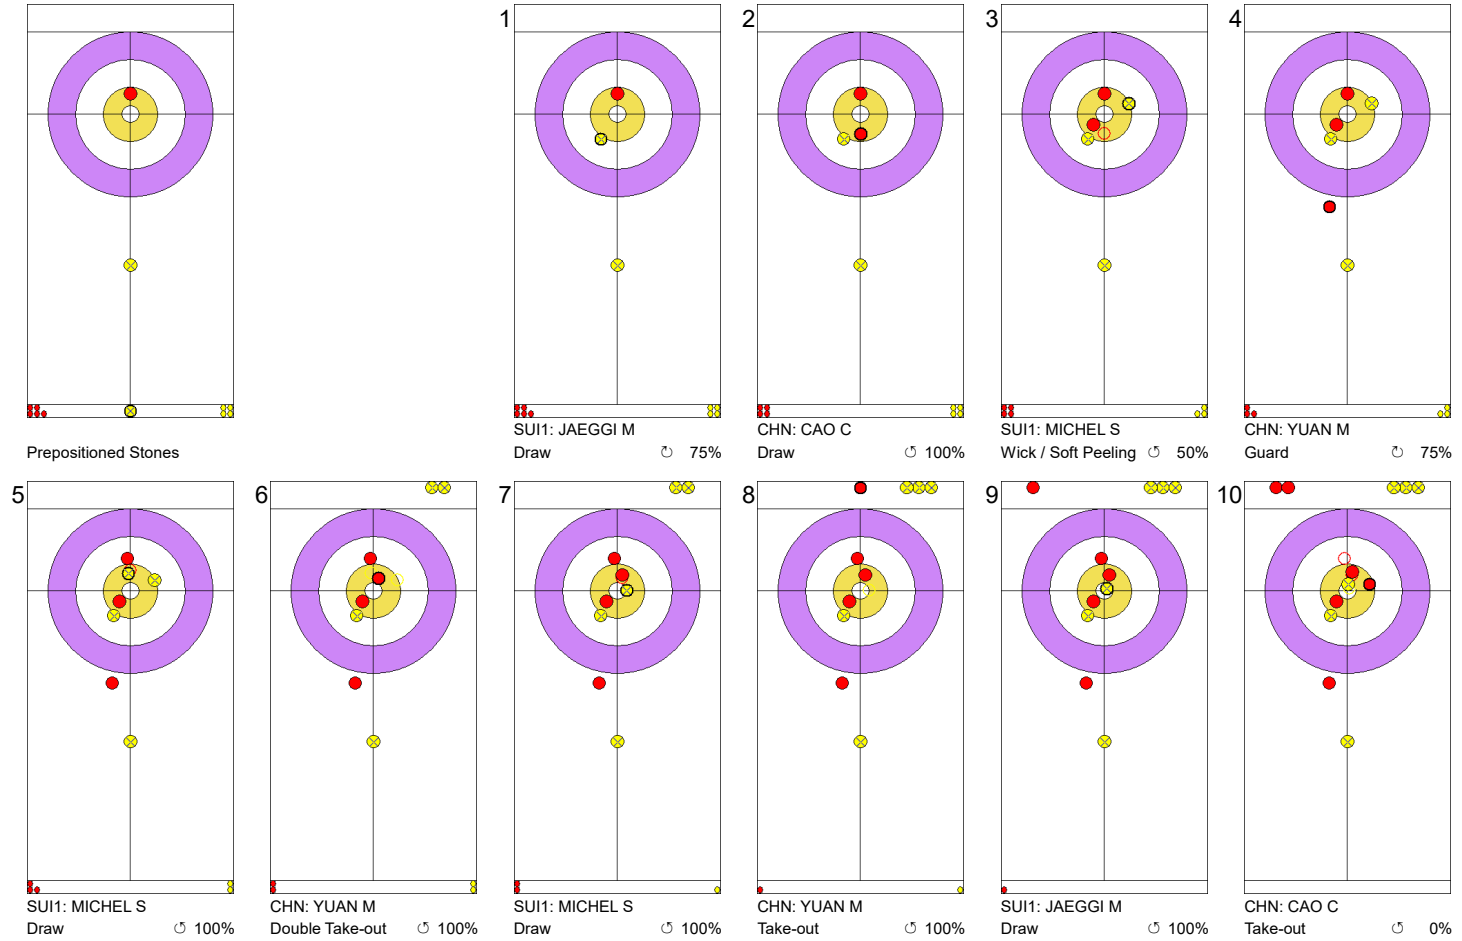 1
2
3
4
Prepositioned Stones
SUI1: JAEGGI M
Draw ↻ 75%
CHN: CAO C
Draw ↺ 100%
SUI1: MICHEL S
Wick / Soft Peeling ↺ 50%
CHN: YUAN M
Guard ↺ 75%
5
6
7
8
9
10
SUI1: MICHEL S
Draw ↺ 100%
CHN: YUAN M
Double Take-out ↺ 100%
SUI1: MICHEL S
Draw ↺ 100%
CHN: YUAN M
Take-out ↺ 100%
SUI1: JAEGGI M
Draw ↺ 100%
CHN: CAO C
Take-out ↺ 0%